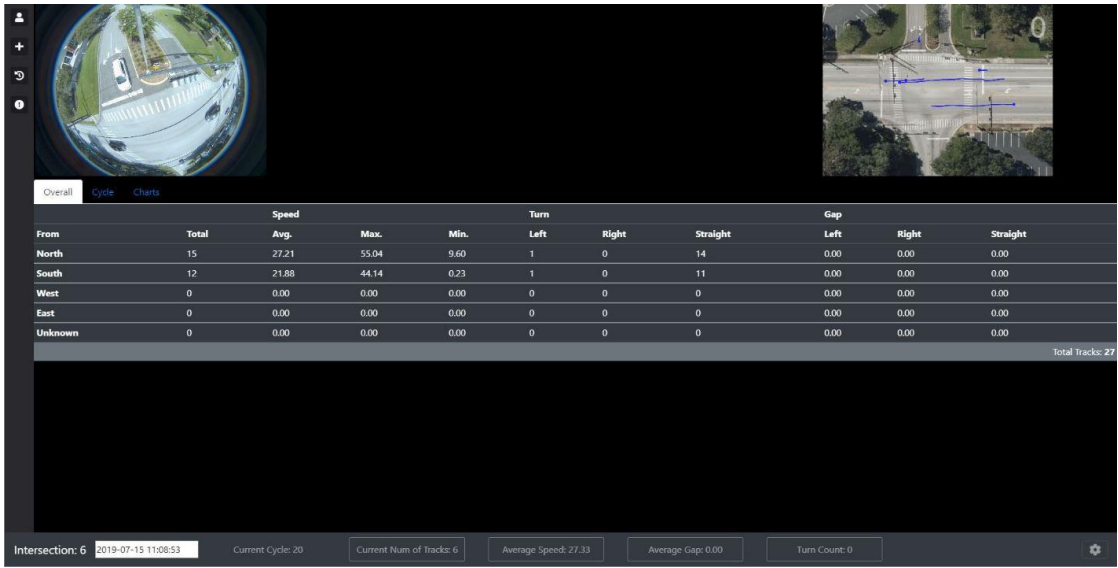 0
Overall Cycle Charts
Speed Turn Gap
From Total Avg. Max. Min. Left Right Straight Left Right Straight
North 15 27.21 55.04 9.60 1 0 14 0.00 0.00 0.00
South 12 21.88 44.14 0.23 1 0 11 0.00 0.00 0.00
West 0 0.00 0.00 0.00 0 0 0 0.00 0.00 0.00
East 0 0.00 0.00 0.00 0 0 0 0.00 0.00 0.00
Unknown 0 0.00 0.00 0.00 0 0 0 0.00 0.00 0.00
Total Tracks: 27
Intersection: 6 2019-07-15 11:08:53 Current Cycle: 20 Current Num of Tracks: 6 Average Speed: 27.33 Average Gap: 0.00 Turn Count: 0